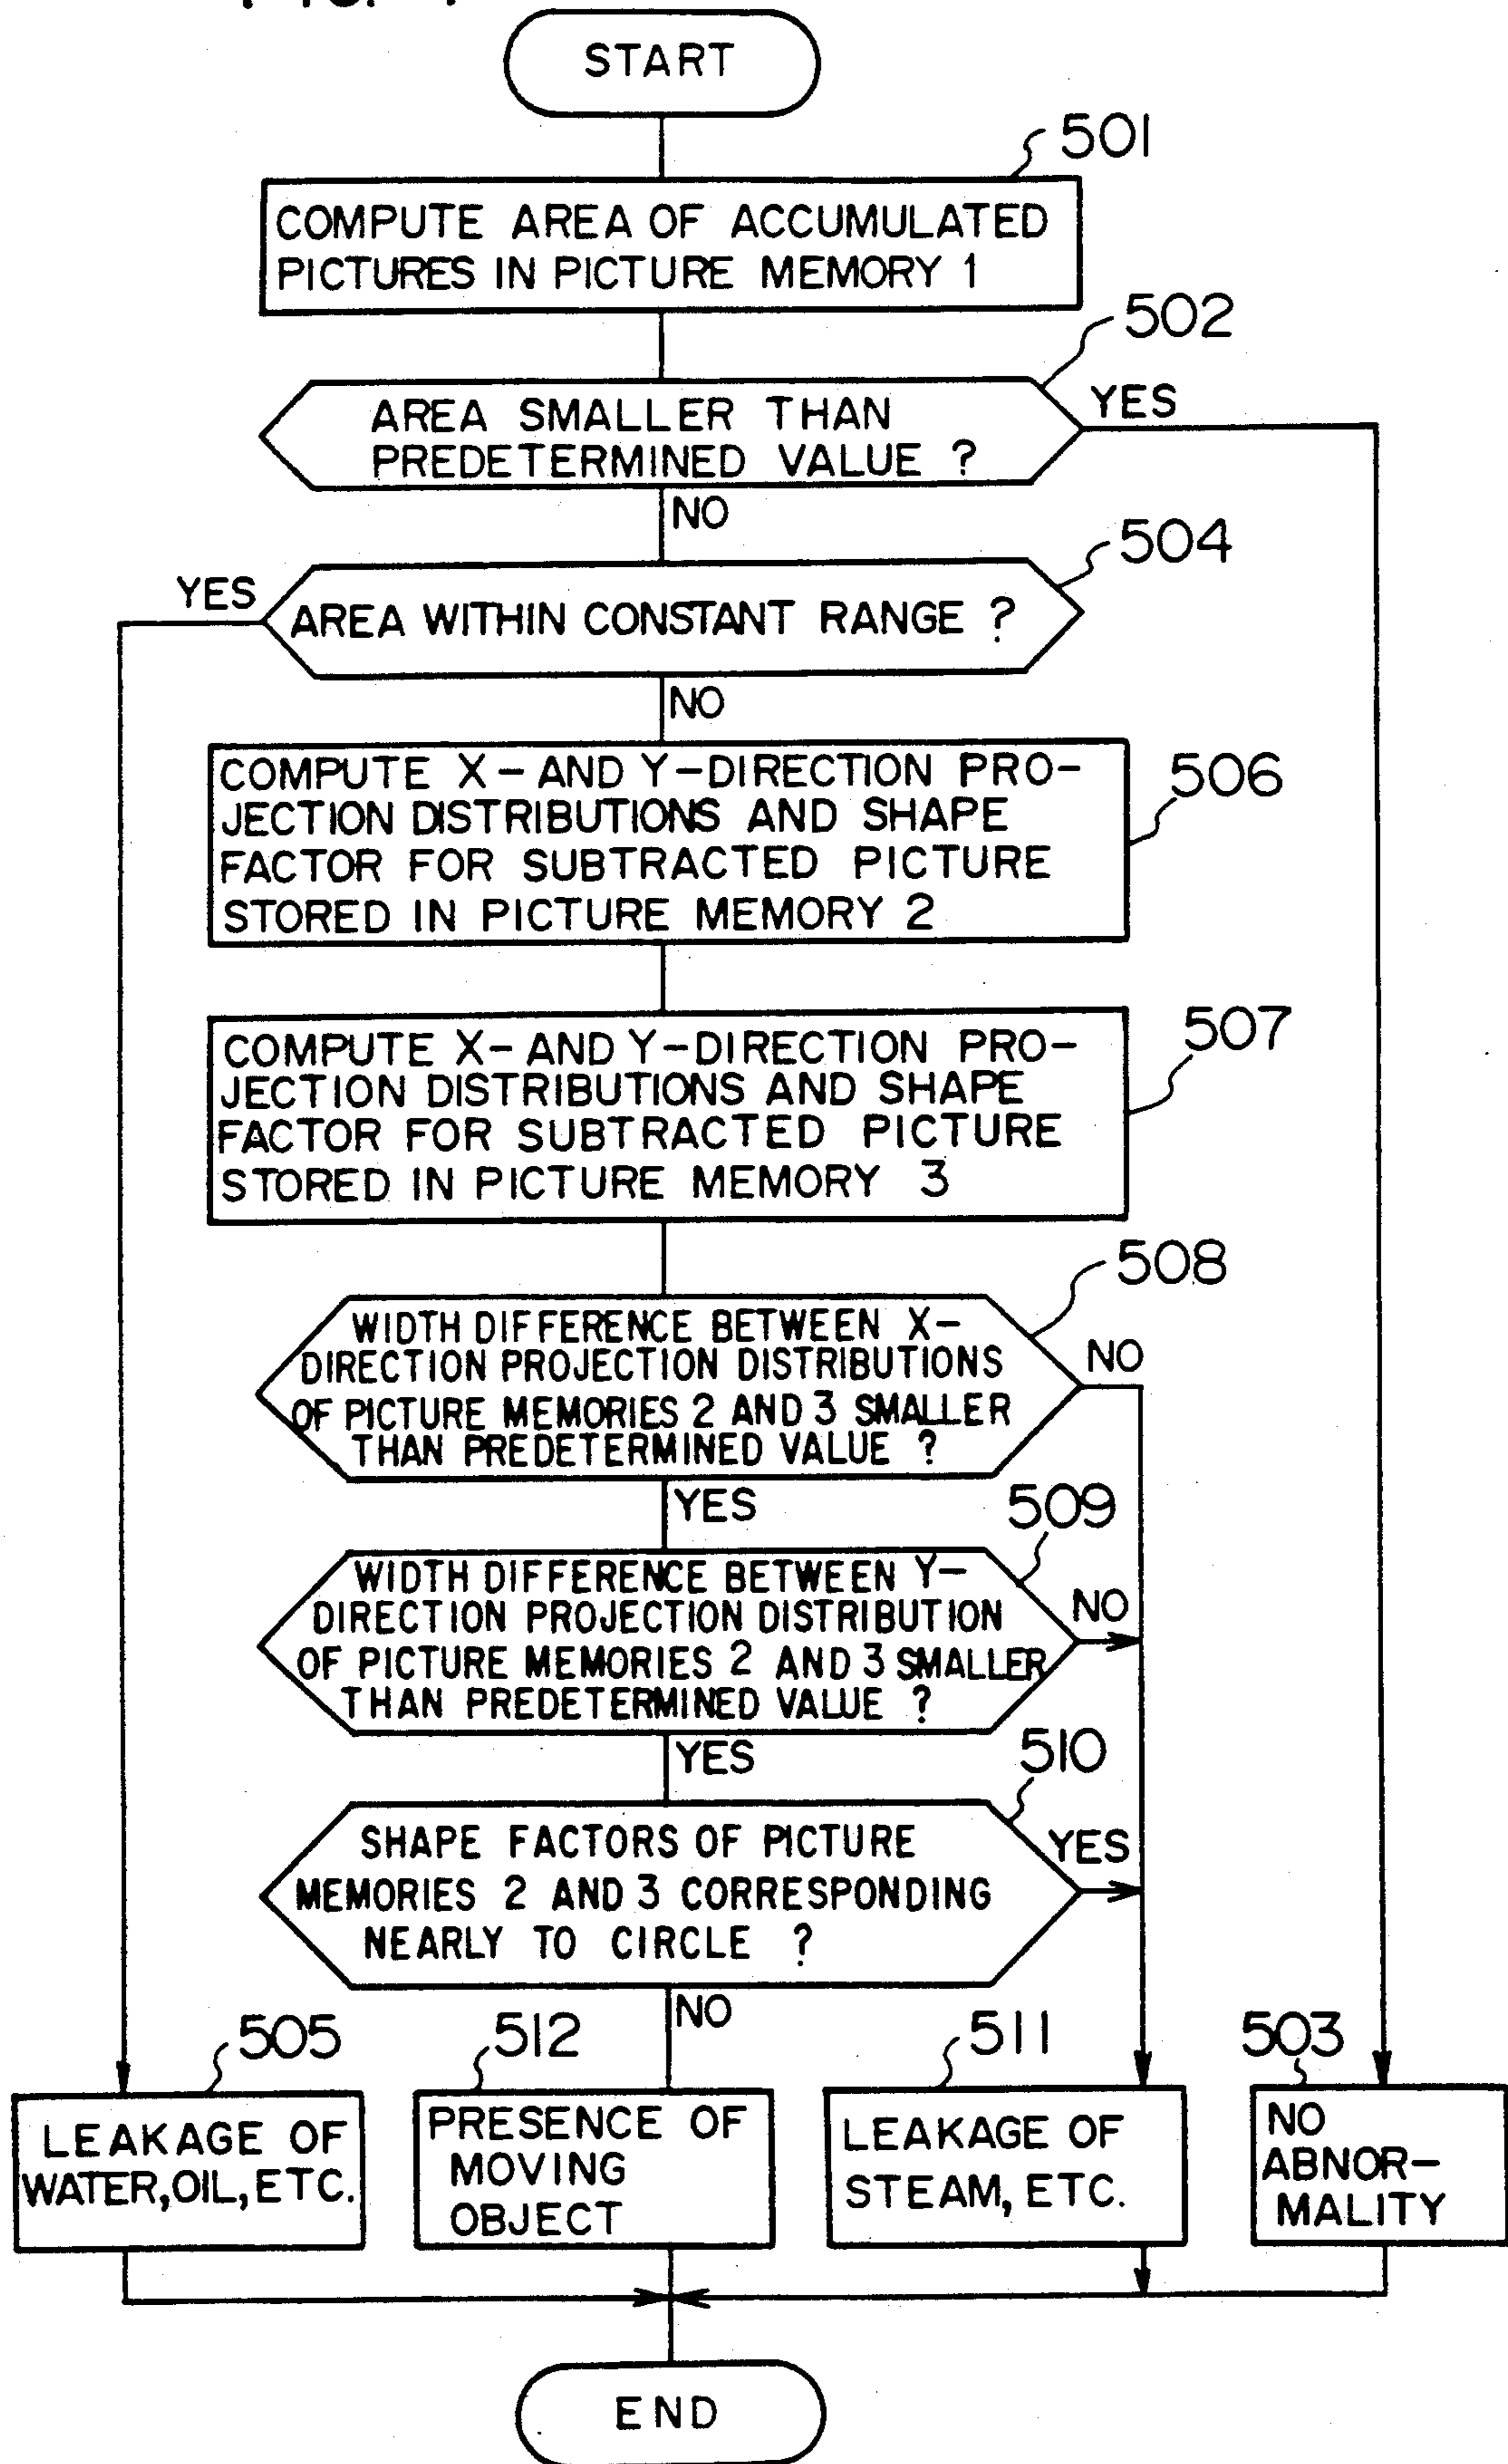 START
501
COMPUTE AREA OF ACCUMULATED
PICTURES IN PICTURE MEMORY 1
502
AREA SMALLER THAN
PREDETERMINED VALUE ?
YES
NO
504
YES
AREA WITHIN CONSTANT RANGE ?
NO
COMPUTE X-AND Y-DIRECTION PRO-
JECTION DISTRIBUTIONS AND SHAPE
FACTOR FOR SUBTRACTED PICTURE
STORED IN PICTURE MEMORY 2
506
COMPUTE X-AND Y-DIRECTION PRO-
JECTION DISTRIBUTIONS AND SHAPE
FACTOR FOR SUBTRACTED PICTURE
STORED IN PICTURE MEMORY 3
507
508
WIDTH DIFFERENCE BETWEEN X-
DIRECTION PROJECTION DISTRIBUTIONS
OF PICTURE MEMORIES 2 AND 3 SMALLER
THAN PREDETERMINED VALUE ?
NO
YES
509
WIDTH DIFFERENCE BETWEEN Y-
DIRECTION PROJECTION DISTRIBUTION
OF PICTURE MEMORIES 2 AND 3 SMALLER
THAN PREDETERMINED VALUE ?
NO
YES
510
SHAPE FACTORS OF PICTURE
MEMORIES 2 AND 3 CORRESPONDING
NEARLY TO CIRCLE ?
YES
NO
505
LEAKAGE OF
WATER,OIL,ETC.
512
PRESENCE OF
MOVING
OBJECT
511
LEAKAGE OF
STEAM, ETC.
503
NO
ABNOR-
MALITY
END